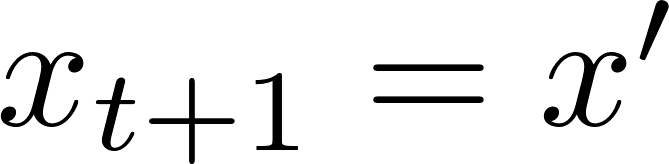 x_{t+1} = x'